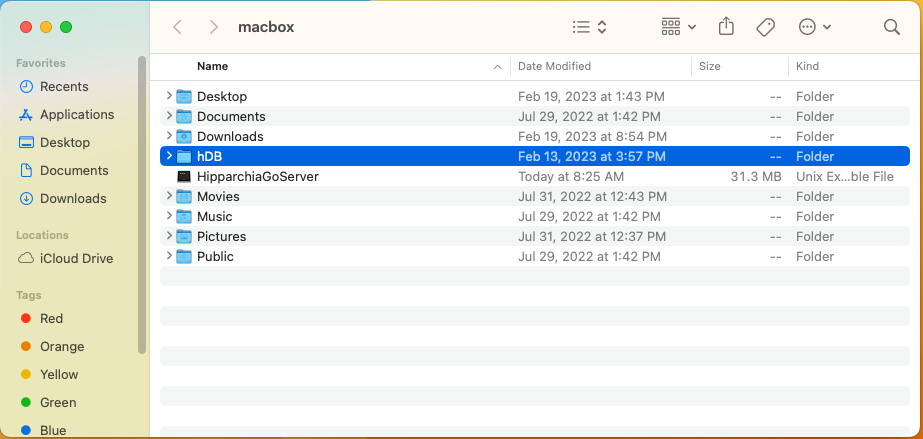 macbox
Favorites
Recents
Applications
Desktop
Documents
Downloads
Locations
iCloud Drive
Tags
Red
Orange
Yellow
Green
Blue
Name Date Modified Size Kind
Desktop Feb 19, 2023 at 1:43 PM -- Folder
Documents Jul 29, 2022 at 1:42 PM -- Folder
Downloads Feb 19, 2023 at 8:54 PM -- Folder
hDB Feb 13, 2023 at 3:57 PM -- Folder
HipparchiaGoServer Today at 8:25 AM 31.3 MB Unix Ex...ble File
Movies Jul 31, 2022 at 12:43 PM -- Folder
Music Jul 29, 2022 at 1:42 PM -- Folder
Pictures Jul 31, 2022 at 12:37 PM -- Folder
Public Jul 29, 2022 at 1:42 PM -- Folder